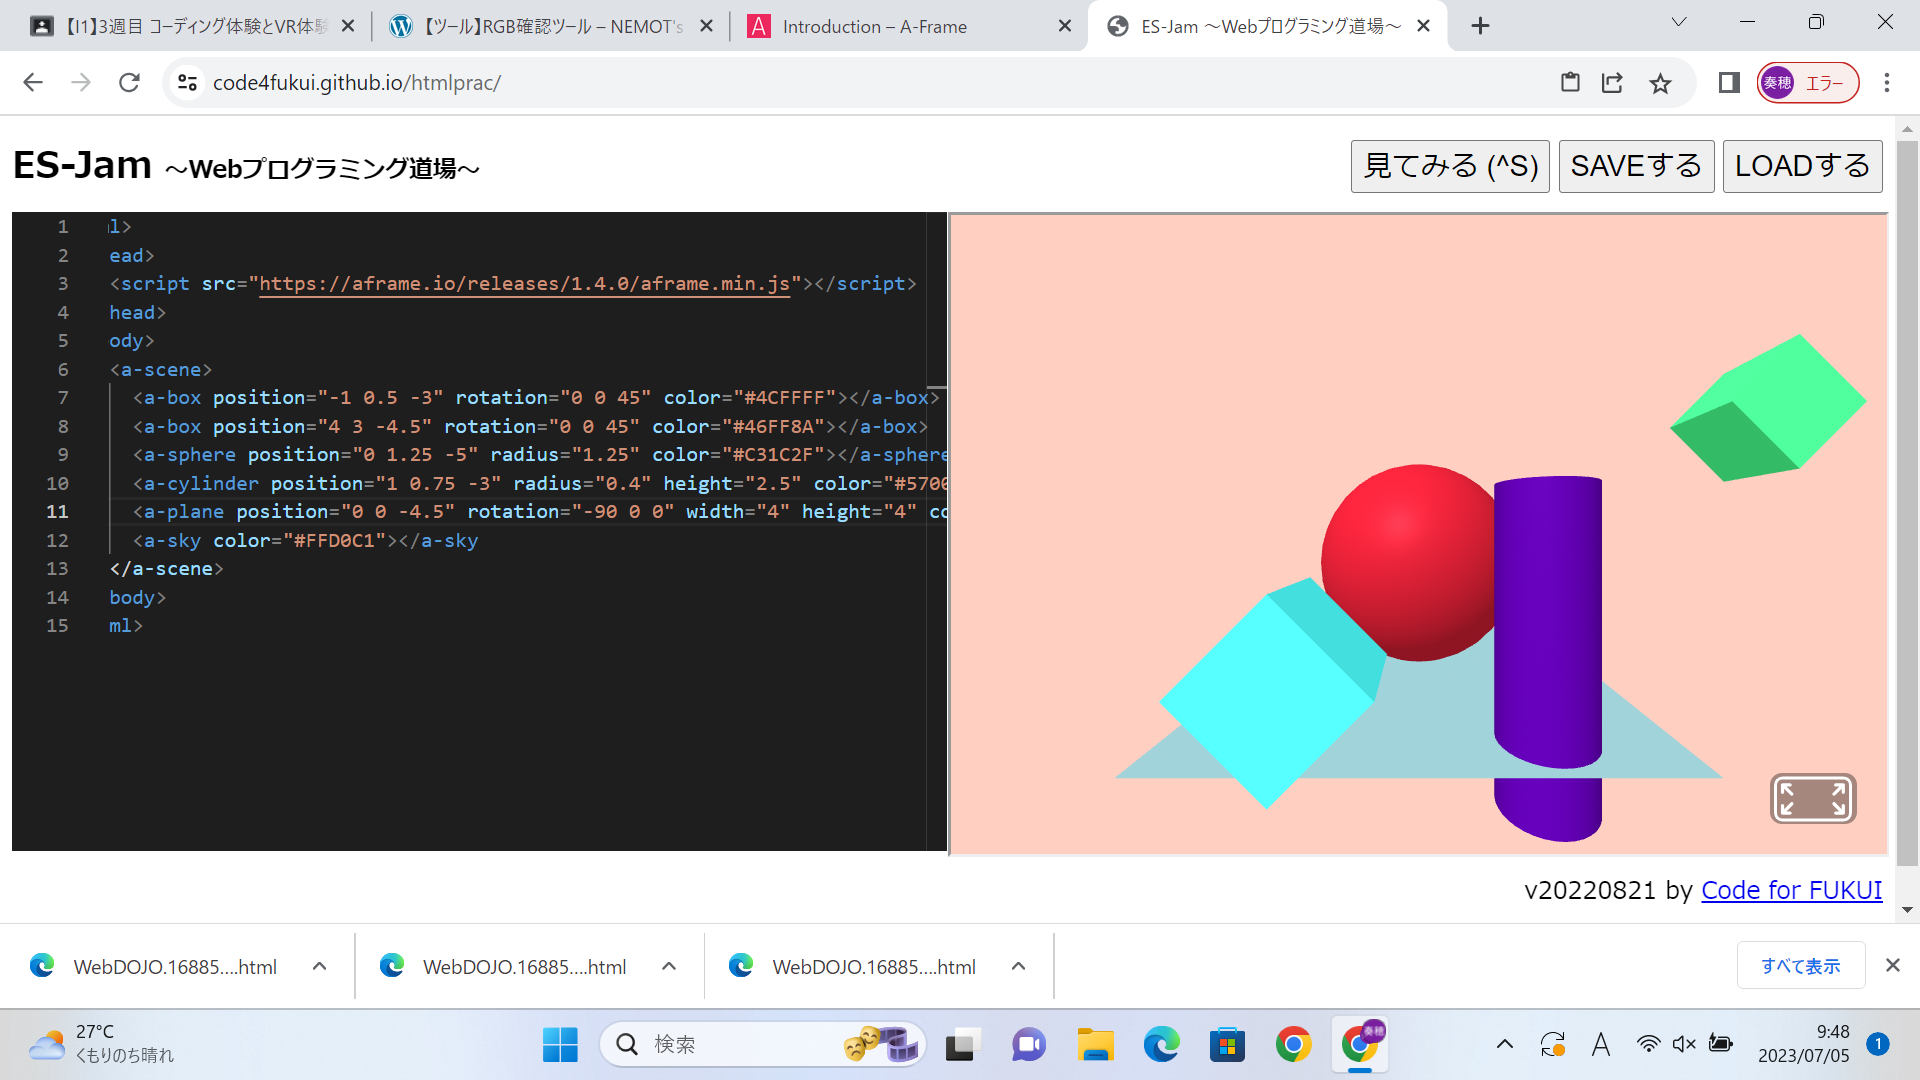 【I1】3週目 コーディング体験とVR体験
【ツール】RGB確認ツール – NEMOT's
Introduction – A-Frame
ES-Jam 〜Webプログラミング道場〜
code4fukui.github.io/htmlprac/
奏穂 エラー
ES-Jam 〜Webプログラミング道場〜
見てみる (^S)
SAVEする
LOADする
1 l>
2 ead>
3 <script src="https://aframe.io/releases/1.4.0/aframe.min.js"></script>
4 head>
5 ody>
6 <a-scene>
7 <a-box position="-1 0.5 -3" rotation="0 0 45" color="#4CFFFF"></a-box>
8 <a-box position="4 3 -4.5" rotation="0 0 45" color="#46FF8A"></a-box>
9 <a-sphere position="0 1.25 -5" radius="1.25" color="#C31C2F"></a-sphere
10 <a-cylinder position="1 0.75 -3" radius="0.4" height="2.5" color="#5700
11 <a-plane position="0 0 -4.5" rotation="-90 0 0" width="4" height="4" co
12 <a-sky color="#FFD0C1"></a-sky
13 </a-scene>
14 body>
15 ml>
v20220821 by Code for FUKUI
WebDOJO.16885....html
WebDOJO.16885....html
WebDOJO.16885....html
すべて表示
27°C
くもりのち晴れ
検索
奏穂
A
9:48
2023/07/05
1